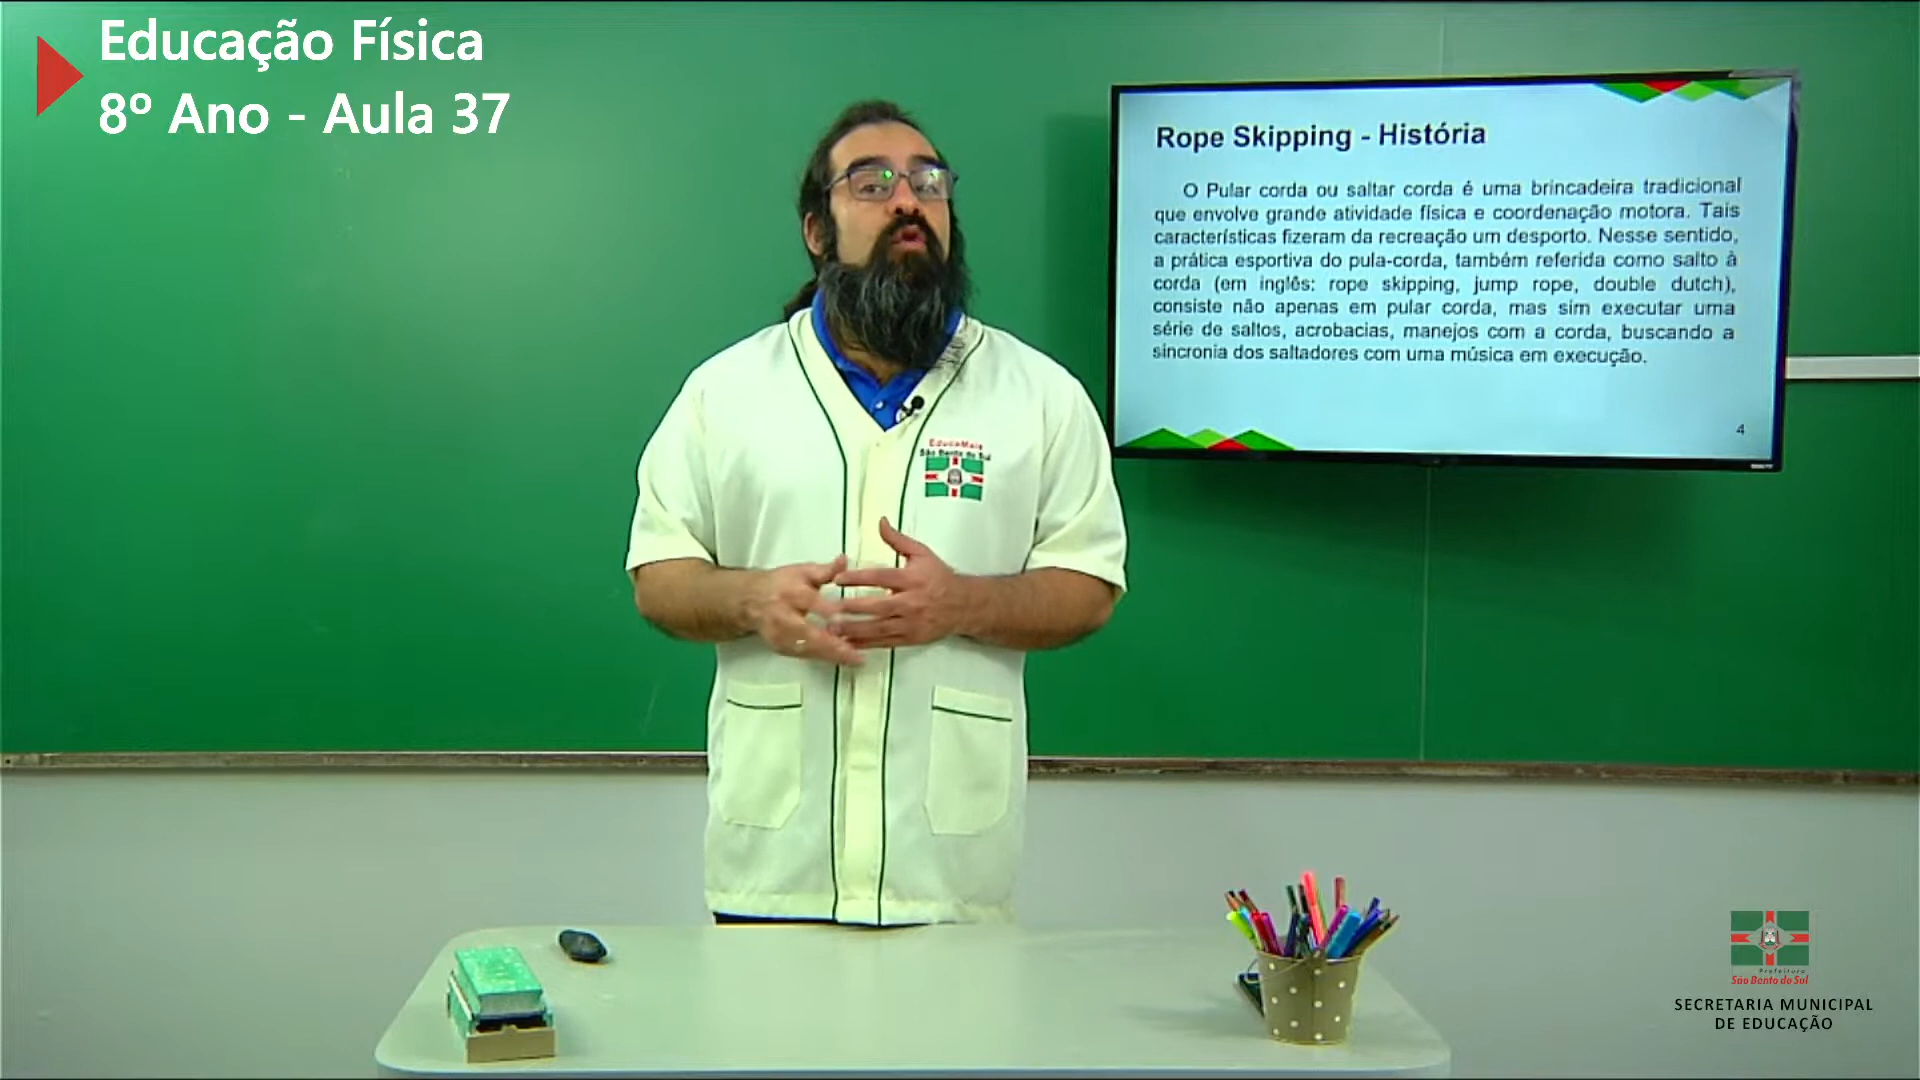 Educação Física
8º Ano - Aula 37
Rope Skipping - História
O Pular corda ou saltar corda é uma brincadeira tradicional
que envolve grande atividade física e coordenação motora. Tais
características fizeram da recreação um desporto. Nesse sentido,
a prática esportiva do pula-corda, também referida como salto à
corda (em inglês: rope skipping, jump rope, double dutch),
consiste não apenas em pular corda, mas sim executar uma
série de saltos, acrobacias, manejos com a corda, buscando a
sincronia dos saltadores com uma música em execução.
4
EducaMais
São Bento do Sul
Prefeitura
São Bento do Sul
SECRETARIA MUNICIPAL
DE EDUCAÇÃO